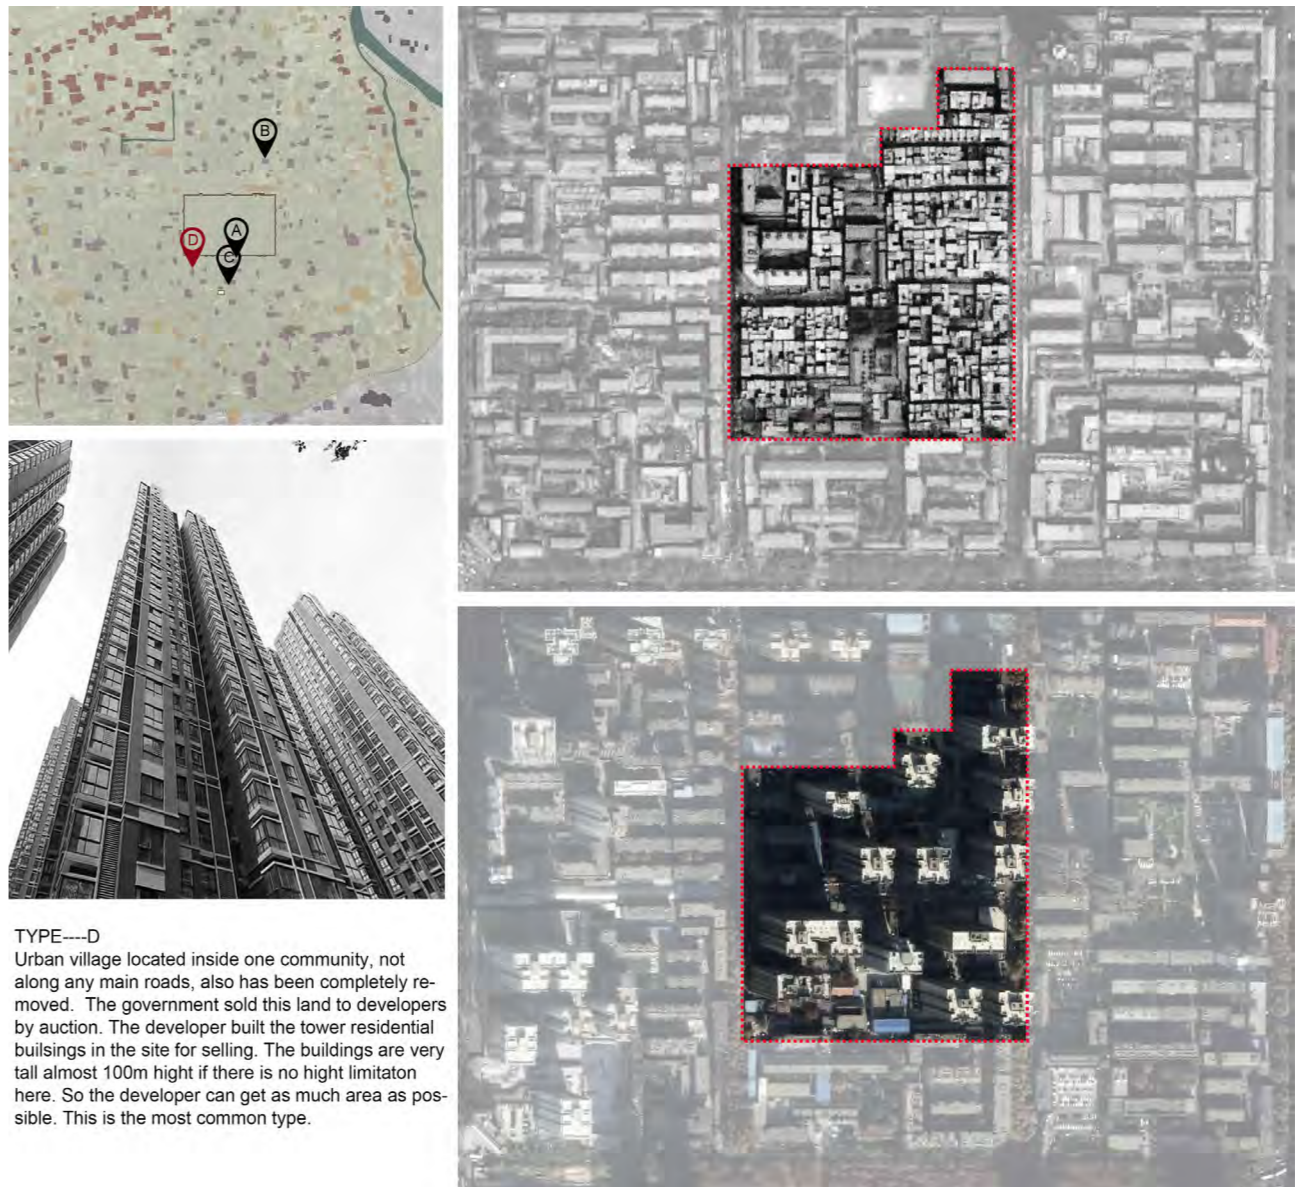 B
A
D
C
TYPE----D
Urban village located inside one community, not
along any main roads, also has been completely re-
moved.  The government sold this land to developers
by auction. The developer built the tower residential
builsings in the site for selling. The buildings are very
tall almost 100m hight if there is no hight limitaton
here. So the developer can get as much area as pos-
sible. This is the most common type.